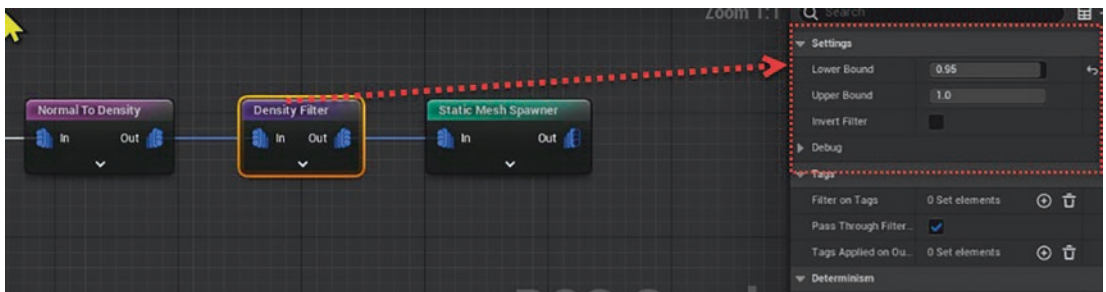 Zoom 1:1
Search
Normal To Density
In Out
Density Filter
In Out
Static Mesh Spawner
In Out
Settings
Lower Bound 0.95
Upper Bound 1.0
Invert Filter
Debug
Tags
Filter on Tags 0 Set elements
Pass Through Filter...
Tags Applied on Ou... 0 Set elements
Determinism